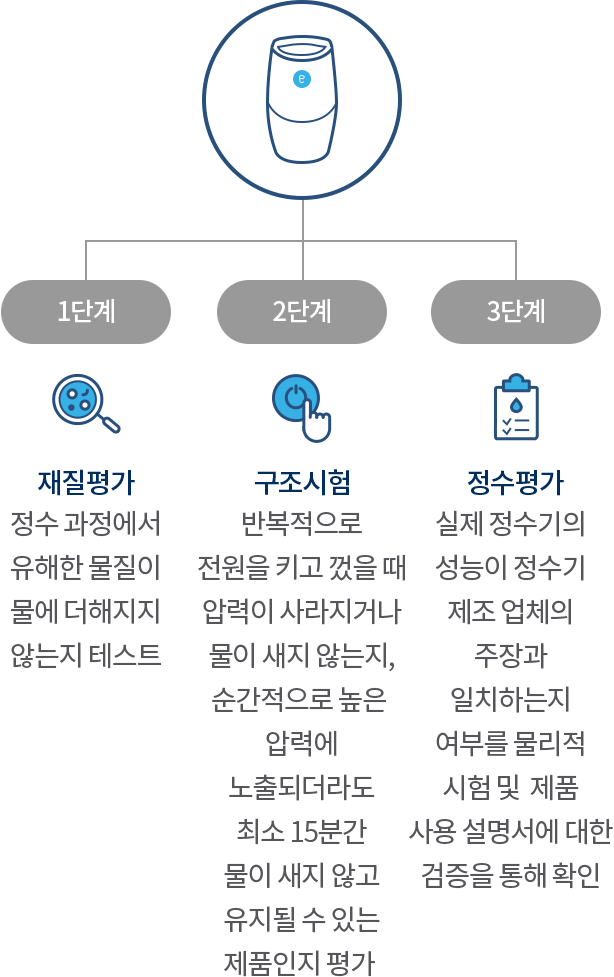 e
1단계
재질평가
정수 과정에서
유해한 물질이
물에 더해지지
않는지 테스트
2단계
구조시험
반복적으로
전원을 키고 껐을 때
압력이 사라지거나
물이 새지 않는지,
순간적으로 높은
압력에
노출되더라도
최소 15분간
물이 새지 않고
유지될 수 있는
제품인지 평가
3단계
정수평가
실제 정수기의
성능이 정수기
제조 업체의
주장과
일치하는지
여부를 물리적
시험 및 제품
사용 설명서에 대한
검증을 통해 확인